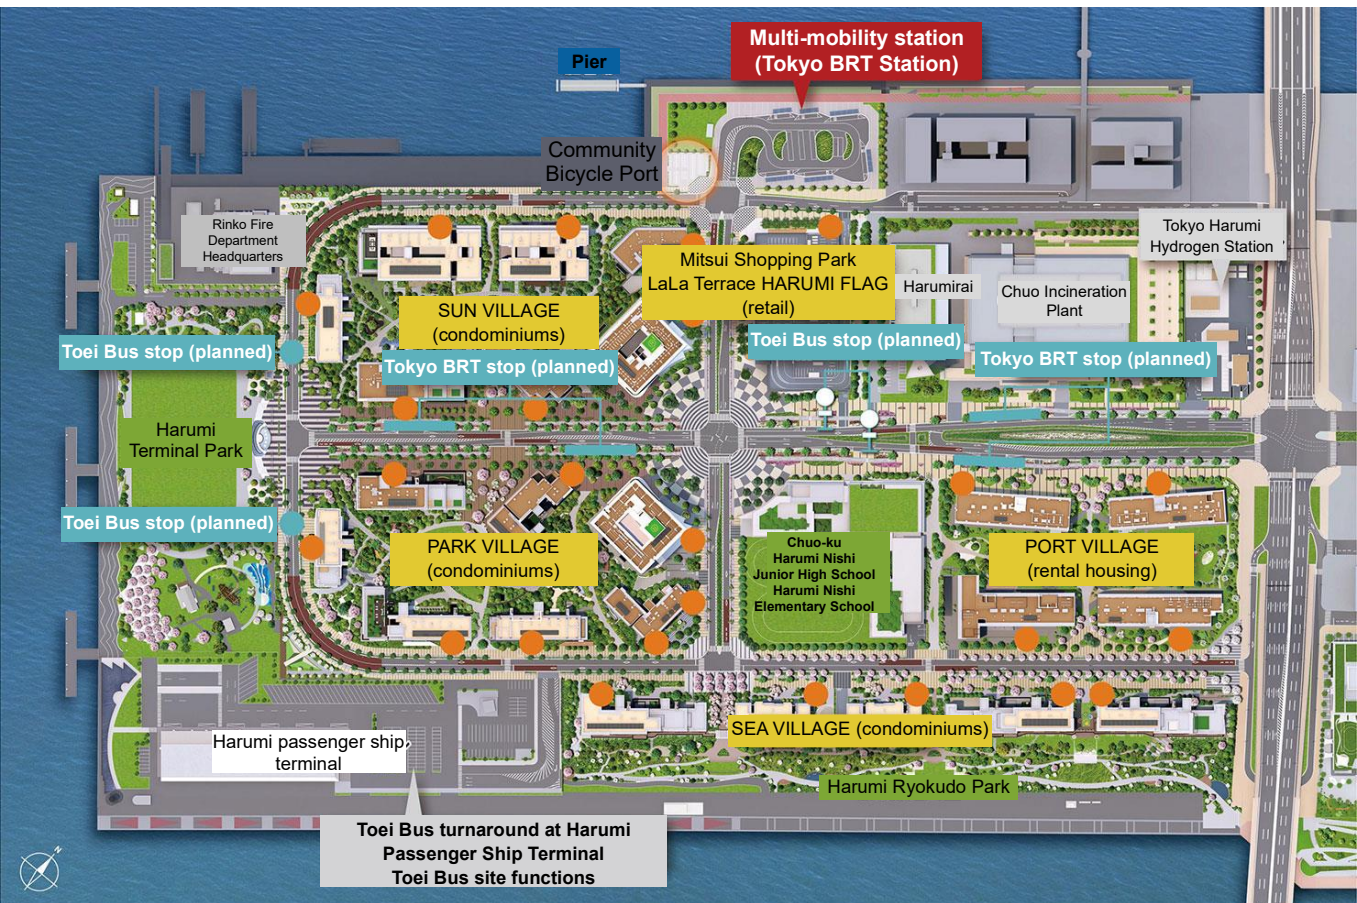 Multi-mobility station
(Tokyo BRT Station)
Pier
Community
Bicycle Port
Rinko Fire
Department
Headquarters
Tokyo Harumi
Hydrogen Station
Mitsui Shopping Park
LaLa Terrace HARUMI FLAG
(retail)
Harumirai
Chuo Incineration
Plant
SUN VILLAGE
(condominiums)
Toei Bus stop (planned)
Toei Bus stop (planned)
Tokyo BRT stop (planned)
Tokyo BRT stop (planned)
Harumi
Terminal Park
Toei Bus stop (planned)
PARK VILLAGE
(condominiums)
Chuo-ku
Harumi Nishi
Junior High School
Harumi Nishi
Elementary School
PORT VILLAGE
(rental housing)
SEA VILLAGE (condominiums)
Harumi passenger ship
terminal
Harumi Ryokudo Park
Toei Bus turnaround at Harumi
Passenger Ship Terminal
Toei Bus site functions
N